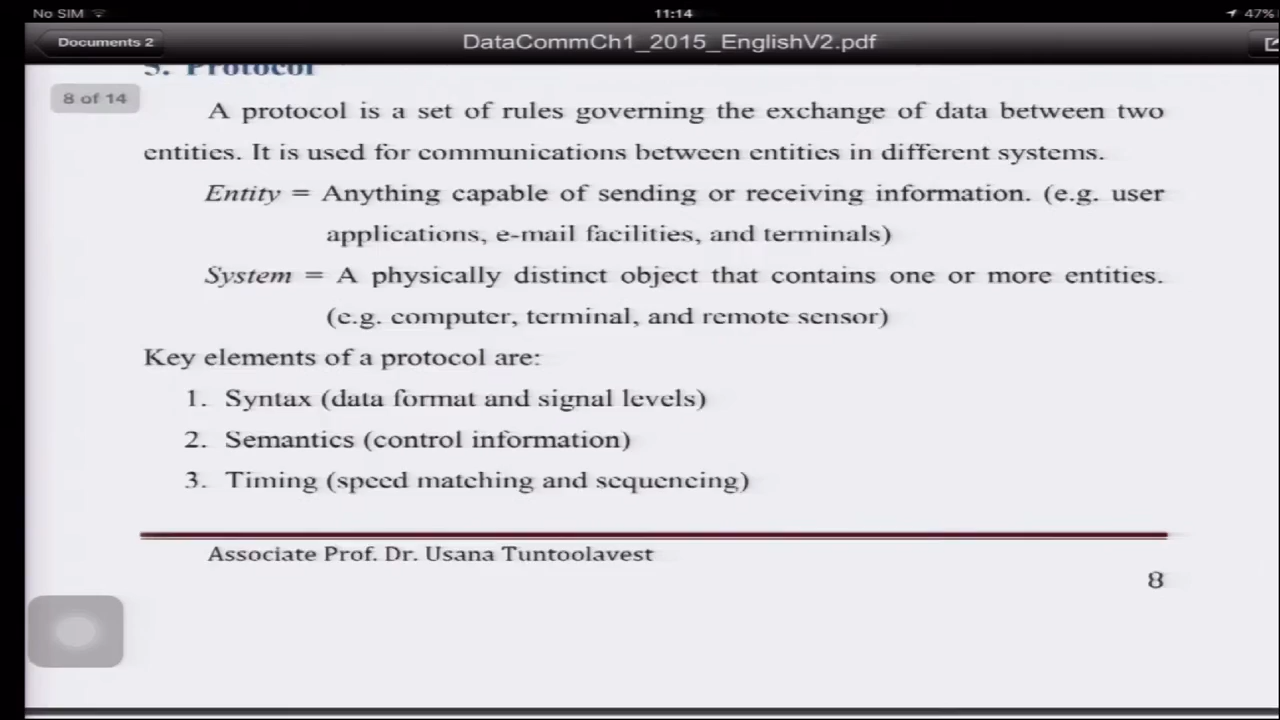 No SIM
11:14
47%
Documents 2
DataCommCh1_2015_EnglishV2.pdf
5. Protocol
8 of 14
A protocol is a set of rules governing the exchange of data between two
entities. It is used for communications between entities in different systems.
Entity = Anything capable of sending or receiving information. (e.g. user
applications, e-mail facilities, and terminals)
System = A physically distinct object that contains one or more entities.
(e.g. computer, terminal, and remote sensor)
Key elements of a protocol are:
1. Syntax (data format and signal levels)
2. Semantics (control information)
3. Timing (speed matching and sequencing)
Associate Prof. Dr. Usana Tuntoolavest
8